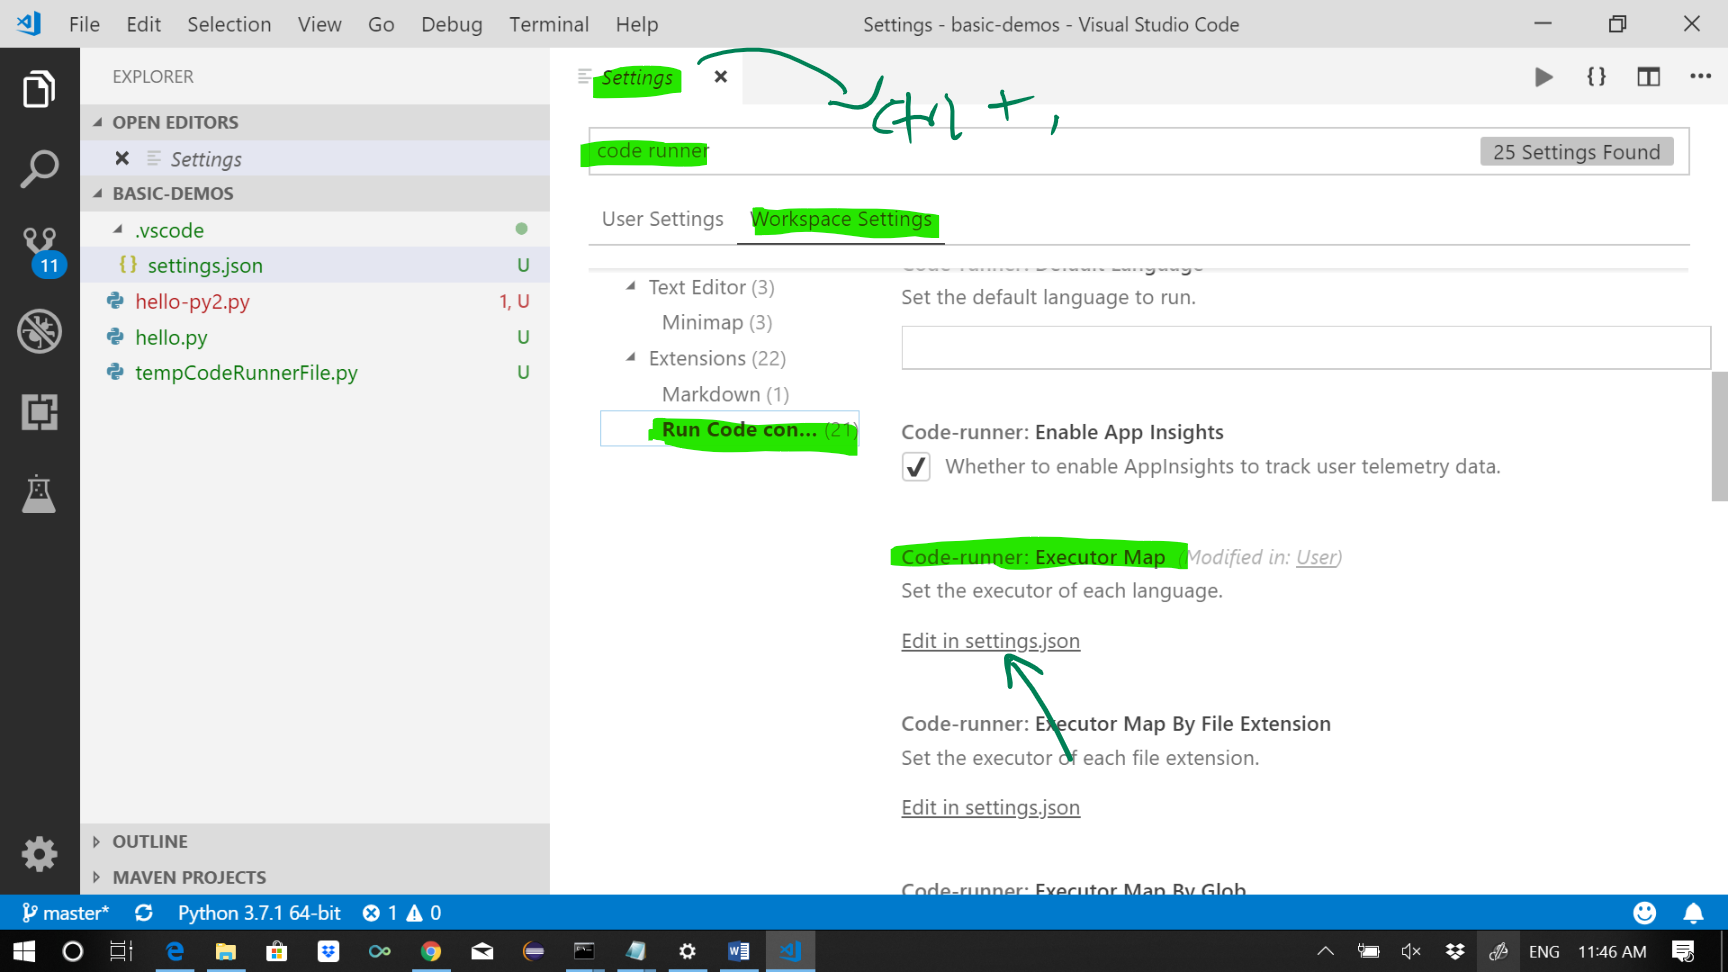 File Edit Selection View Go Debug Terminal Help
Settings - basic-demos - Visual Studio Code
EXPLORER
OPEN EDITORS
Settings
BASIC-DEMOS
.vscode
{} settings.json U
hello-py2.py 1, U
hello.py U
tempCodeRunnerFile.py U
OUTLINE
MAVEN PROJECTS
11
Settings
Ctrl + ,
code runner
25 Settings Found
User Settings Workspace Settings
Text Editor (3)
Minimap (3)
Extensions (22)
Markdown (1)
Run Code con... (21)
Code-runner: Default Language
Set the default language to run.
Code-runner: Enable App Insights
Whether to enable AppInsights to track user telemetry data.
Code-runner: Executor Map (Modified in: User)
Set the executor of each language.
Edit in settings.json
Code-runner: Executor Map By File Extension
Set the executor of each file extension.
Edit in settings.json
Code-runner: Executor Map By Glob
master* Python 3.7.1 64-bit 1 0
ENG 11:46 AM